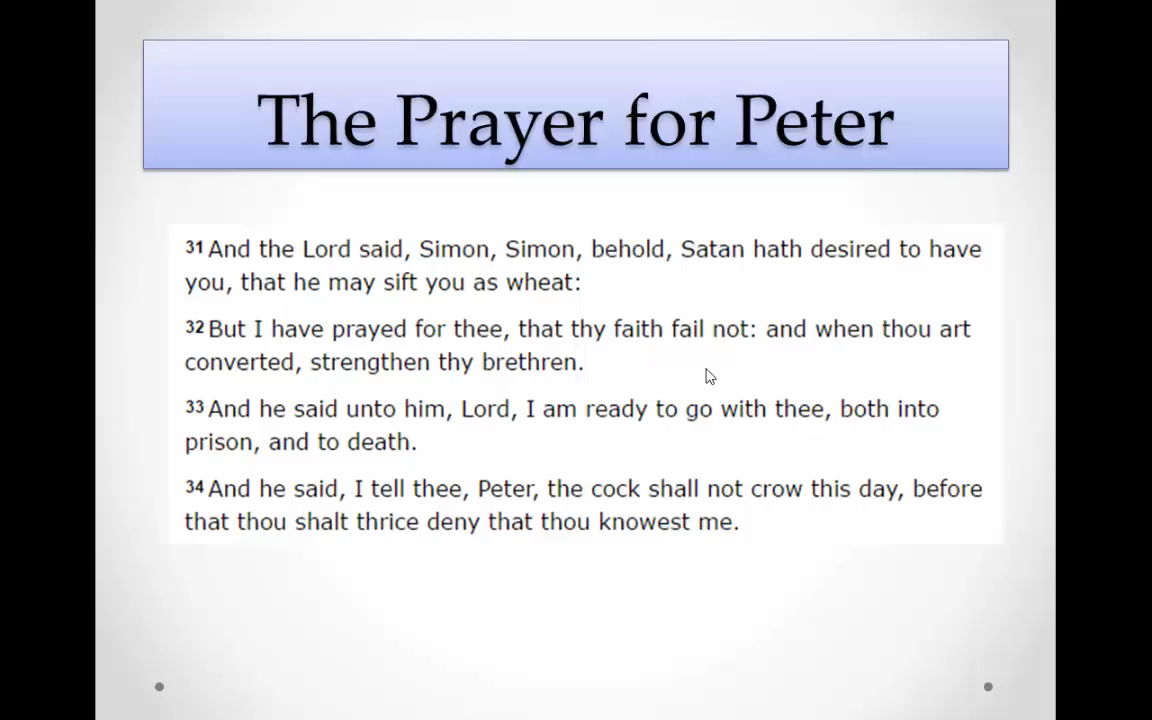 The Prayer for Peter
31 And the Lord said, Simon, Simon, behold, Satan hath desired to have
you, that he may sift you as wheat:
32 But I have prayed for thee, that thy faith fail not: and when thou art
converted, strengthen thy brethren.
33 And he said unto him, Lord, I am ready to go with thee, both into
prison, and to death.
34 And he said, I tell thee, Peter, the cock shall not crow this day, before
that thou shalt thrice deny that thou knowest me.